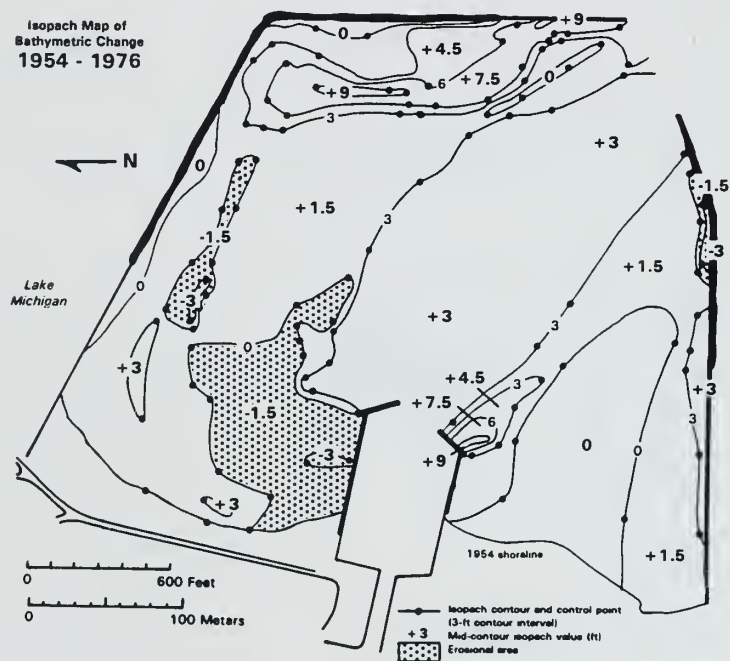 Isopach Map of
Bathymetric Change
1954 - 1976
N
Lake
Michigan
0
+4.5
+9
+7.5
6
+9
3
0
0
+3
+1.5
3
-1.5
-3
0
-1.5
-3
+1.5
+3
3
+3
0
-1.5
+3
-3
+3
+4.5
3
+7.5
6
+9
0
0
+3
3
+1.5
1954 shoreline
0 600 Feet
0 100 Meters
Isopach contour and control point
(3-ft contour interval)
+3 Mid-contour isopach value (ft)
Erosional area